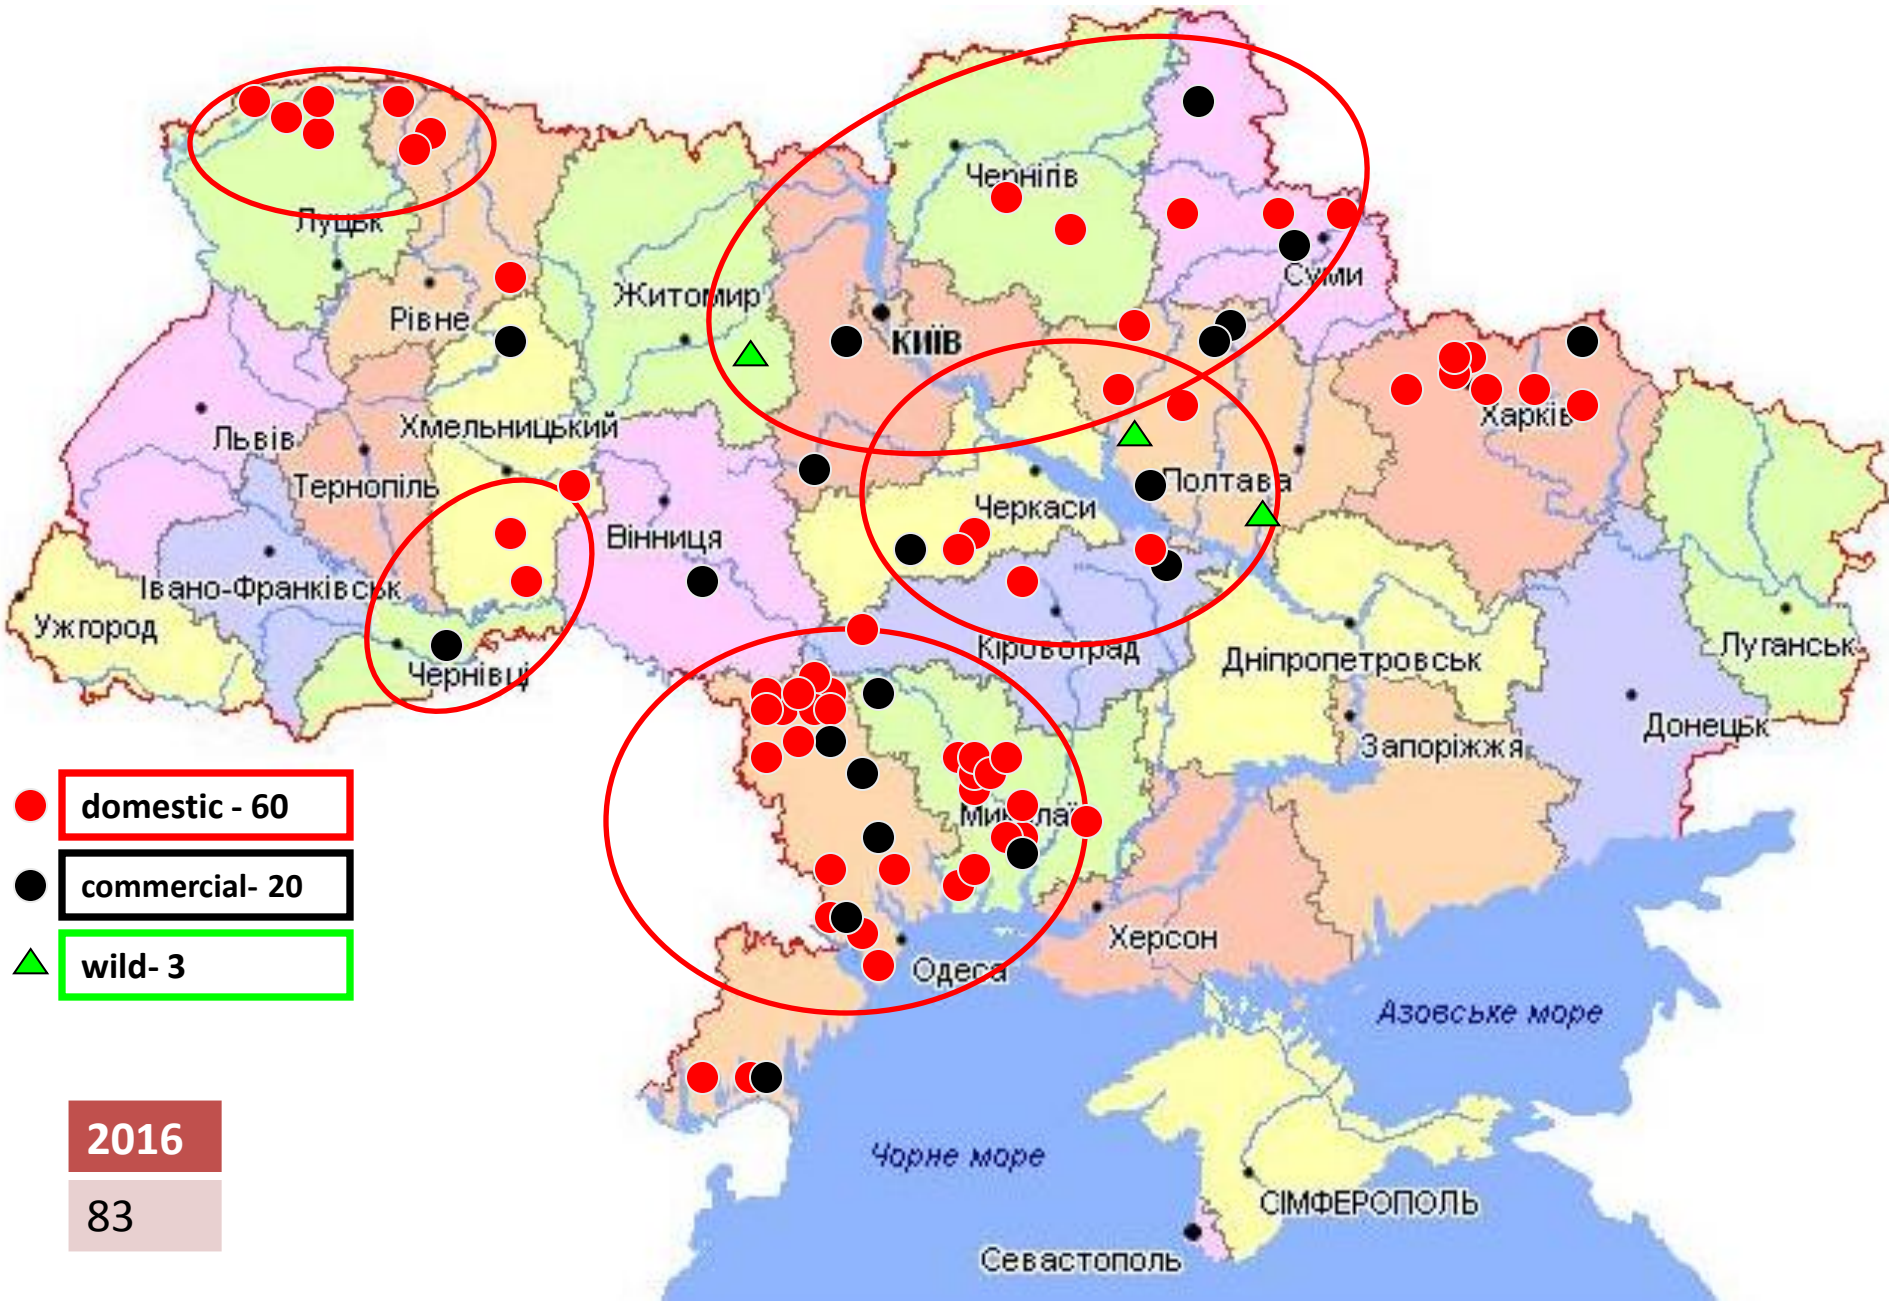 Чернігів
Луцьк
Суми
Житомир
Рівне
КИЇВ
Харків
Хмельницький
Львів
Тернопіль
Полтава
Черкаси
Вінниця
Івано-Франківськ
Ужгород
Кіровоград
Луганськ
Дніпропетровськ
Чернівці
Донецьк
Запоріжжя
domestic - 60
Херсон
commercial- 20
Одеса
wild- 3
Азовське море
2016
Чорне море
83
СІМФЕРОПОЛЬ
Севастополь